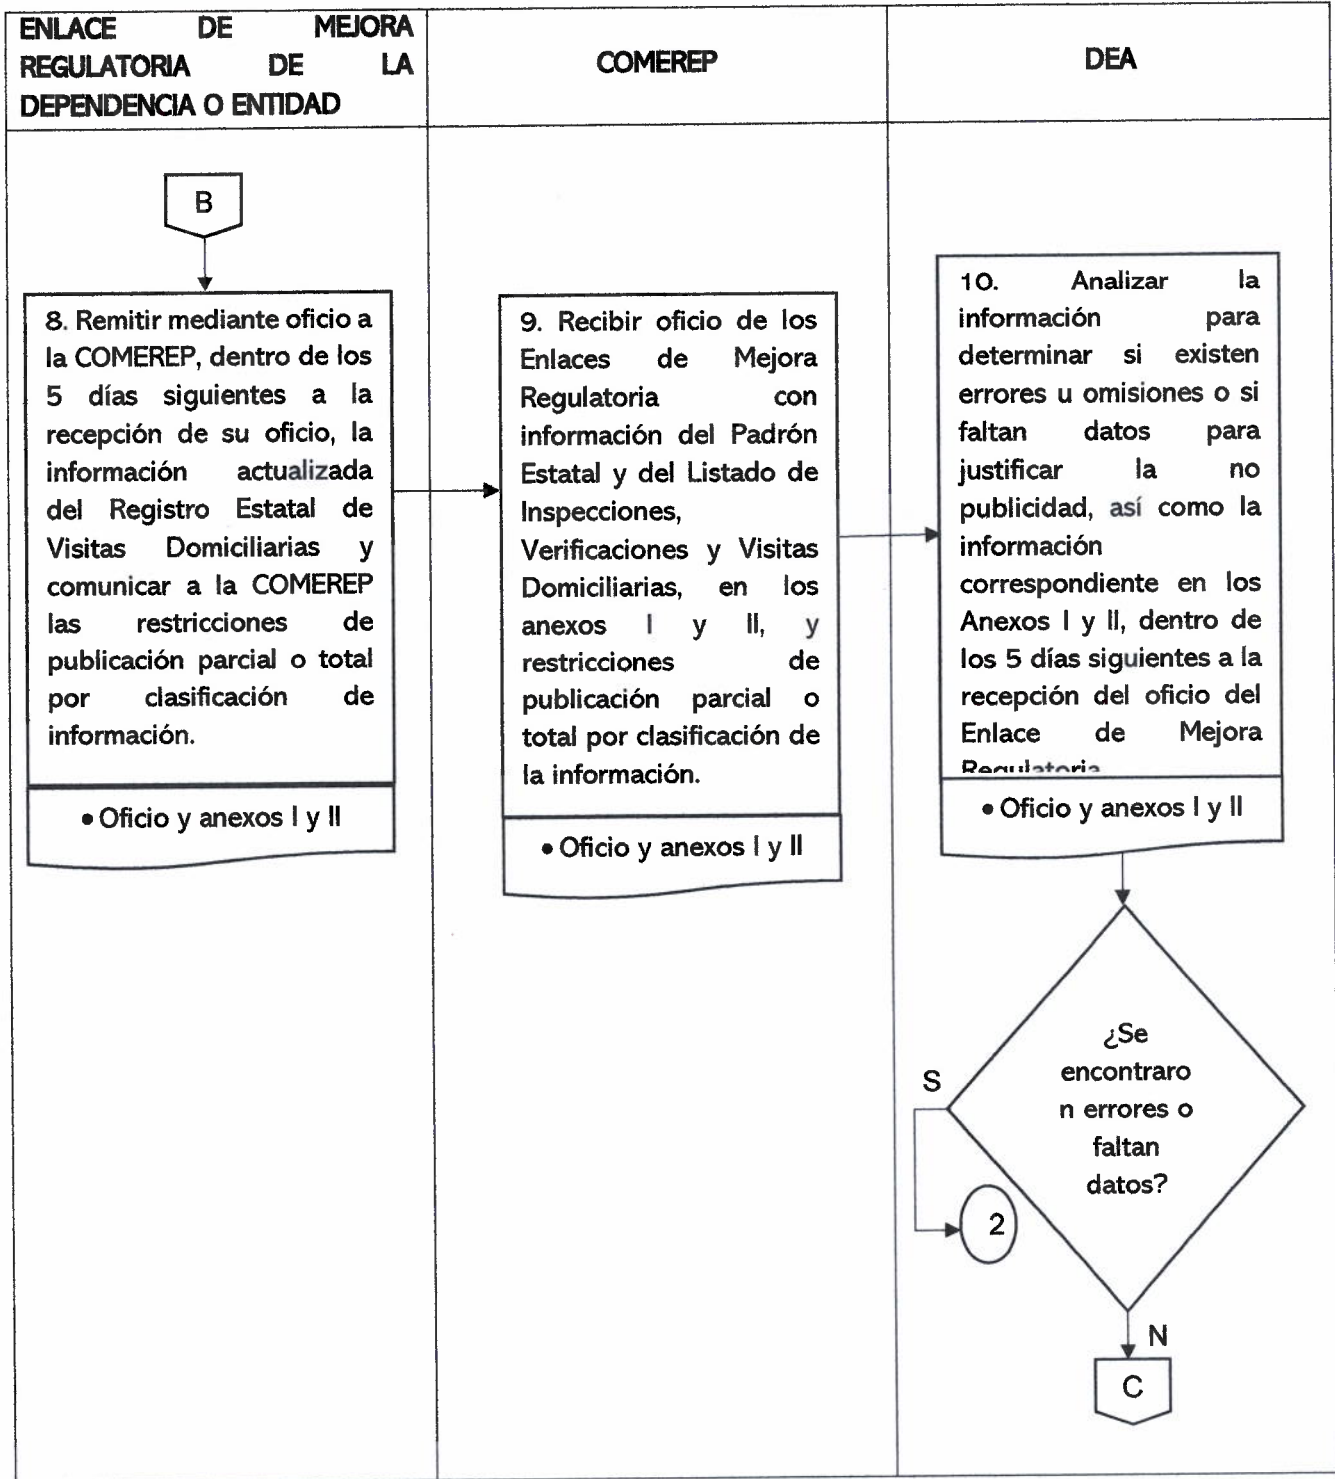 ENLACE DE MEJORA
REGULATORIA DE LA
DEPENDENCIA O ENTIDAD
COMEREP
DEA
B
8. Remitir mediante oficio a
la COMEREP, dentro de los
5 días siguientes a la
recepción de su oficio, la
información actualizada
del Registro Estatal de
Visitas Domiciliarias y
comunicar a la COMEREP
las restricciones de
publicación parcial o total
por clasificación de
información.
• Oficio y anexos I y II
9. Recibir oficio de los
Enlaces de Mejora
Regulatoria con
información del Padrón
Estatal y del Listado de
Inspecciones,
Verificaciones y Visitas
Domiciliarias, en los
anexos I y II, y
restricciones de
publicación parcial o
total por clasificación de
la información.
• Oficio y anexos I y II
10. Analizar la
información para
determinar si existen
errores u omisiones o si
faltan datos para
justificar la no
publicidad, así como la
información
correspondiente en los
Anexos I y II, dentro de
los 5 días siguientes a la
recepción del oficio del
Enlace de Mejora
Regulatoria
• Oficio y anexos I y II
¿Se
encontraro
n errores o
faltan
datos?
S
2
N
C